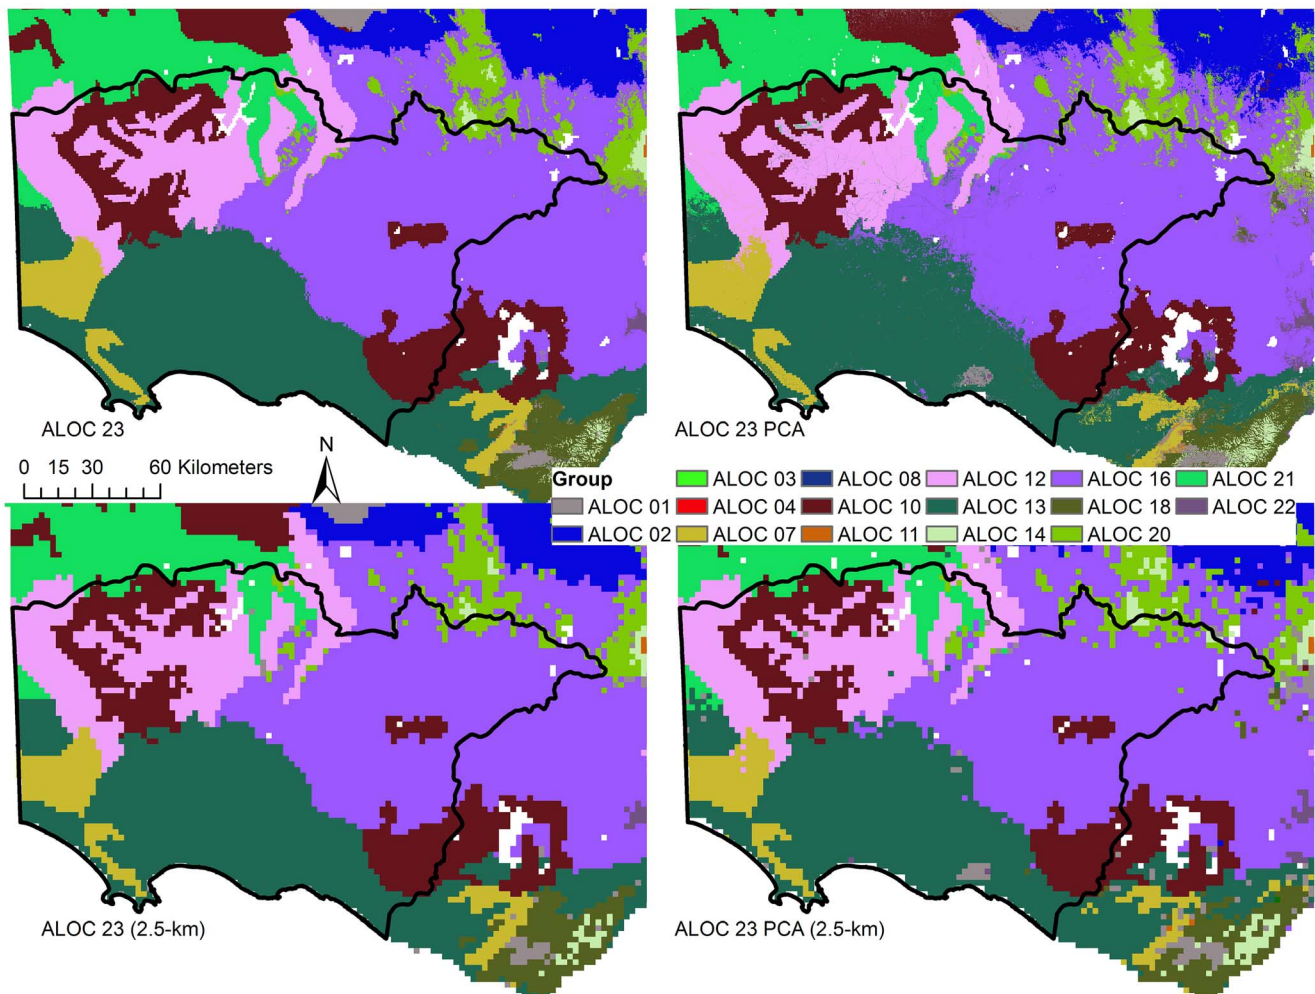 ALOC 23
ALOC 23 PCA
0 15 30 60 Kilometers
N
Group
ALOC 03 ALOC 08 ALOC 12 ALOC 16 ALOC 21
ALOC 01 ALOC 04 ALOC 10 ALOC 13 ALOC 18 ALOC 22
ALOC 02 ALOC 07 ALOC 11 ALOC 14 ALOC 20
ALOC 23 (2.5-km)
ALOC 23 PCA (2.5-km)